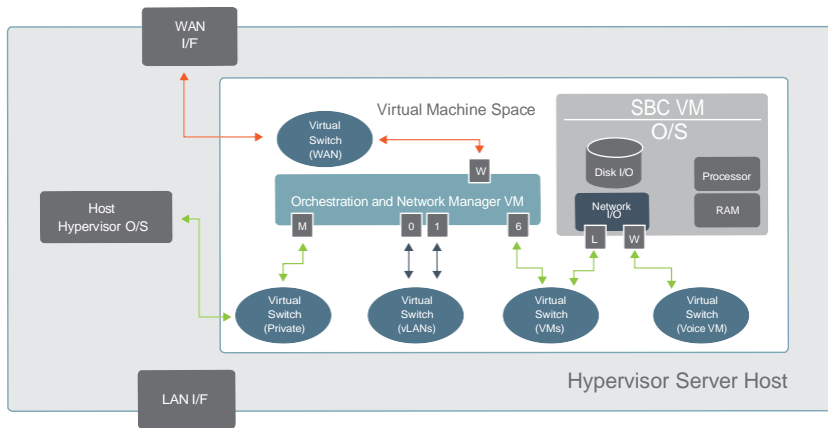 WAN
I/F
Virtual Machine Space
SBC VM
O/S
Virtual
Switch
(WAN)
Disk I/O
Processor
W
Host
Hypervisor O/S
Orchestration and Network Manager VM
Network
I/O
RAM
M
0
1
6
L
W
Virtual
Switch
(Private)
Virtual
Switch
(vLANs)
Virtual
Switch
(VMs)
Virtual
Switch
(Voice VM)
Hypervisor Server Host
LAN I/F